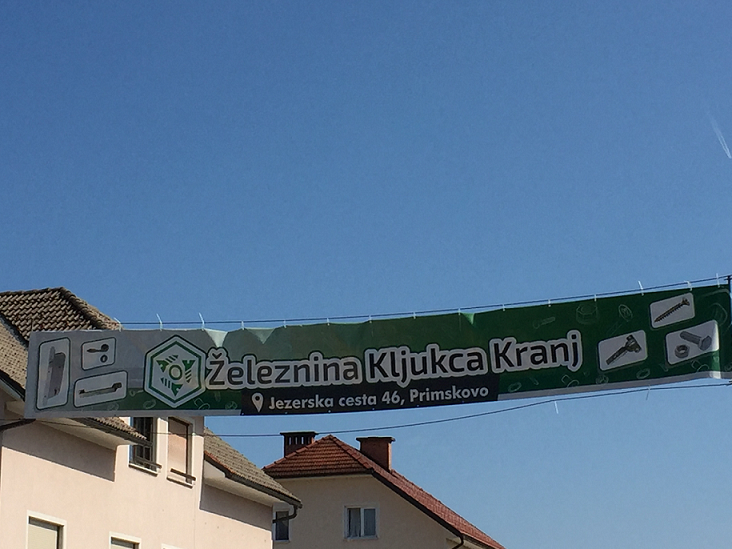 Železnina Kljukca Kranj
Jezerska cesta 46, Primskovo